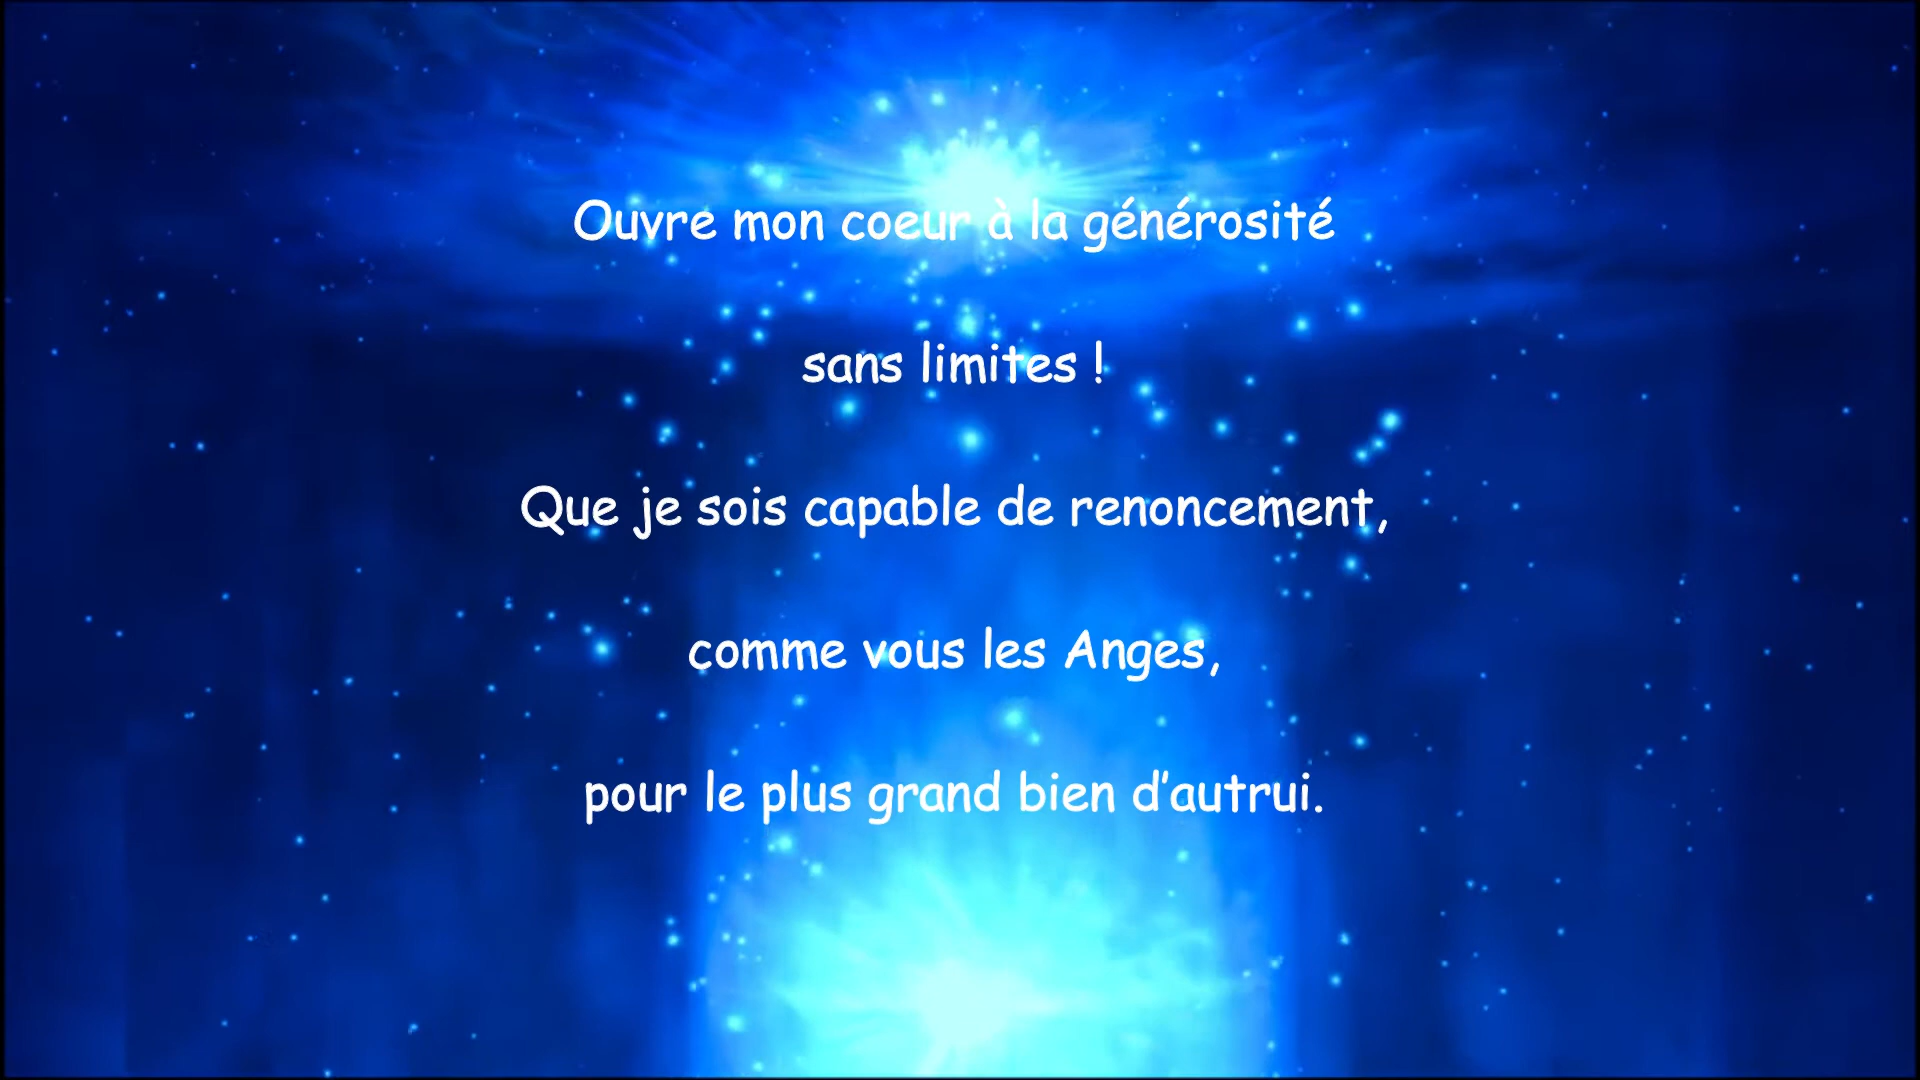 Ouvre mon coeur à la générosité
sans limites !
Que je sois capable de renoncement,
comme vous les Anges,
pour le plus grand bien d'autrui.